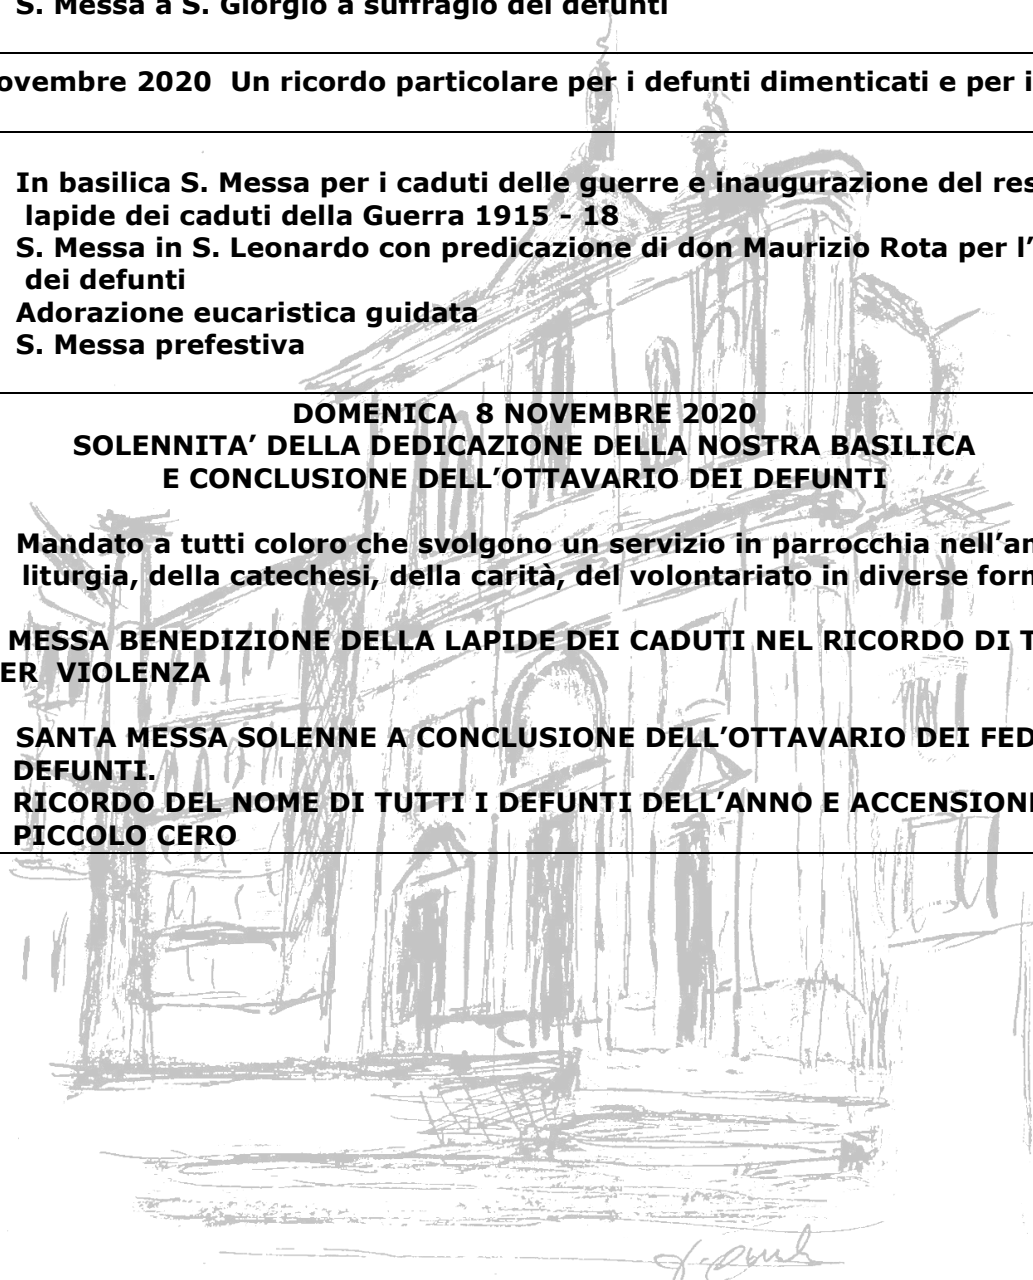 S. Messa a S. Giorgio a suffragio dei defunti
ovembre 2020  Un ricordo particolare per i defunti dimenticati e per i
In basilica S. Messa per i caduti delle guerre e inaugurazione del res
lapide dei caduti della Guerra 1915 - 18
S. Messa in S. Leonardo con predicazione di don Maurizio Rota per l’
dei defunti
Adorazione eucaristica guidata
S. Messa prefestiva
DOMENICA  8 NOVEMBRE 2020
SOLENNITA’ DELLA DEDICAZIONE DELLA NOSTRA BASILICA
E CONCLUSIONE DELL’OTTAVARIO DEI DEFUNTI
Mandato a tutti coloro che svolgono un servizio in parrocchia nell’am
liturgia, della catechesi, della carità, del volontariato in diverse form
MESSA BENEDIZIONE DELLA LAPIDE DEI CADUTI NEL RICORDO DI T
ER  VIOLENZA
SANTA MESSA SOLENNE A CONCLUSIONE DELL’OTTAVARIO DEI FED
DEFUNTI.
RICORDO DEL NOME DI TUTTI I DEFUNTI DELL’ANNO E ACCENSIONE
PICCOLO CERO